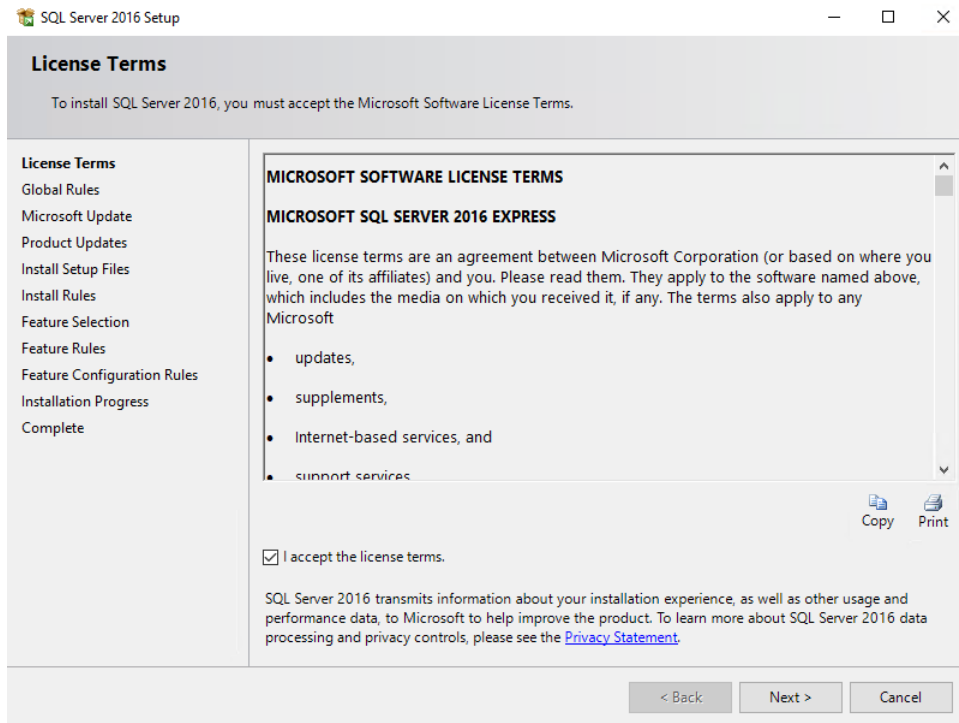 SQL Server 2016 Setup
License Terms
To install SQL Server 2016, you must accept the Microsoft Software License Terms.
License Terms
Global Rules
Microsoft Update
Product Updates
Install Setup Files
Install Rules
Feature Selection
Feature Rules
Feature Configuration Rules
Installation Progress
Complete
MICROSOFT SOFTWARE LICENSE TERMS
MICROSOFT SQL SERVER 2016 EXPRESS
These license terms are an agreement between Microsoft Corporation (or based on where you
live, one of its affiliates) and you. Please read them. They apply to the software named above,
which includes the media on which you received it, if any. The terms also apply to any
Microsoft
• updates,
• supplements,
• Internet-based services, and
• support services
Copy
Print
I accept the license terms.
SQL Server 2016 transmits information about your installation experience, as well as other usage and
performance data, to Microsoft to help improve the product. To learn more about SQL Server 2016 data
processing and privacy controls, please see the Privacy Statement.
< Back
Next >
Cancel